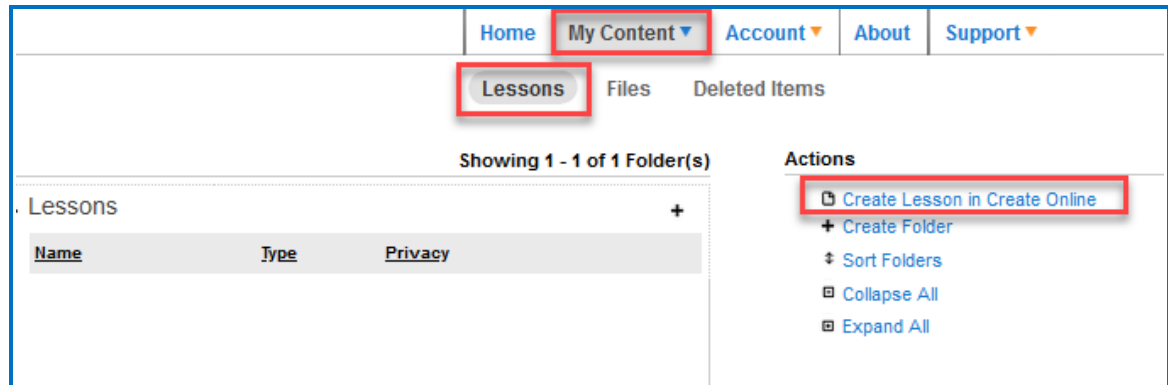 Home My Content Account About Support
Lessons Files Deleted Items
Showing 1 - 1 of 1 Folder(s)
Actions
Lessons
Name Type Privacy
Create Lesson in Create Online
Create Folder
Sort Folders
Collapse All
Expand All